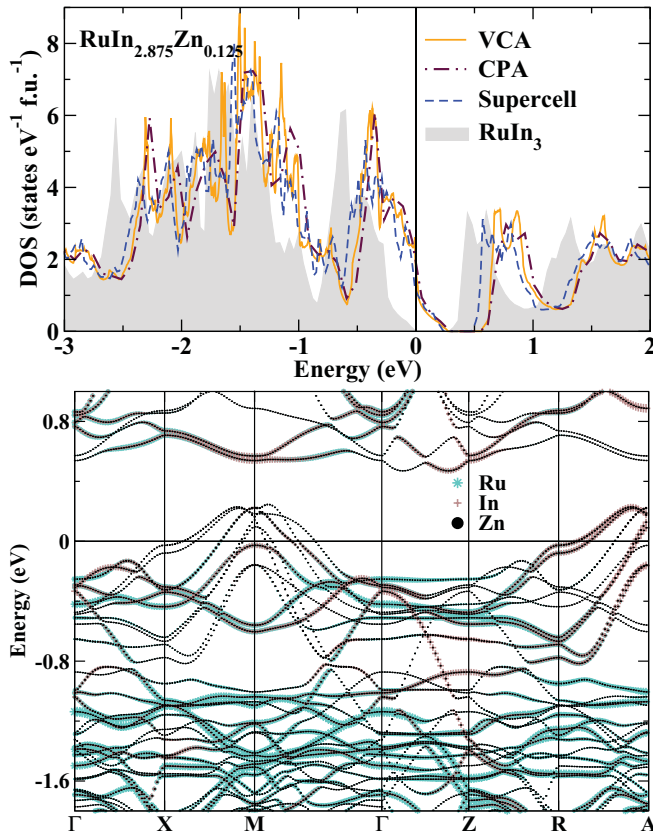 RuIn2.875Zn0.125
VCA
CPA
Supercell
RuIn3
DOS (states eV-1 f.u.-1)
8
6
4
2
0
-3 -2 -1 0 1 2
Energy (eV)
Ru
In
Zn
Energy (eV)
0.8
0
-0.8
-1.6
Γ X M Γ Z R A